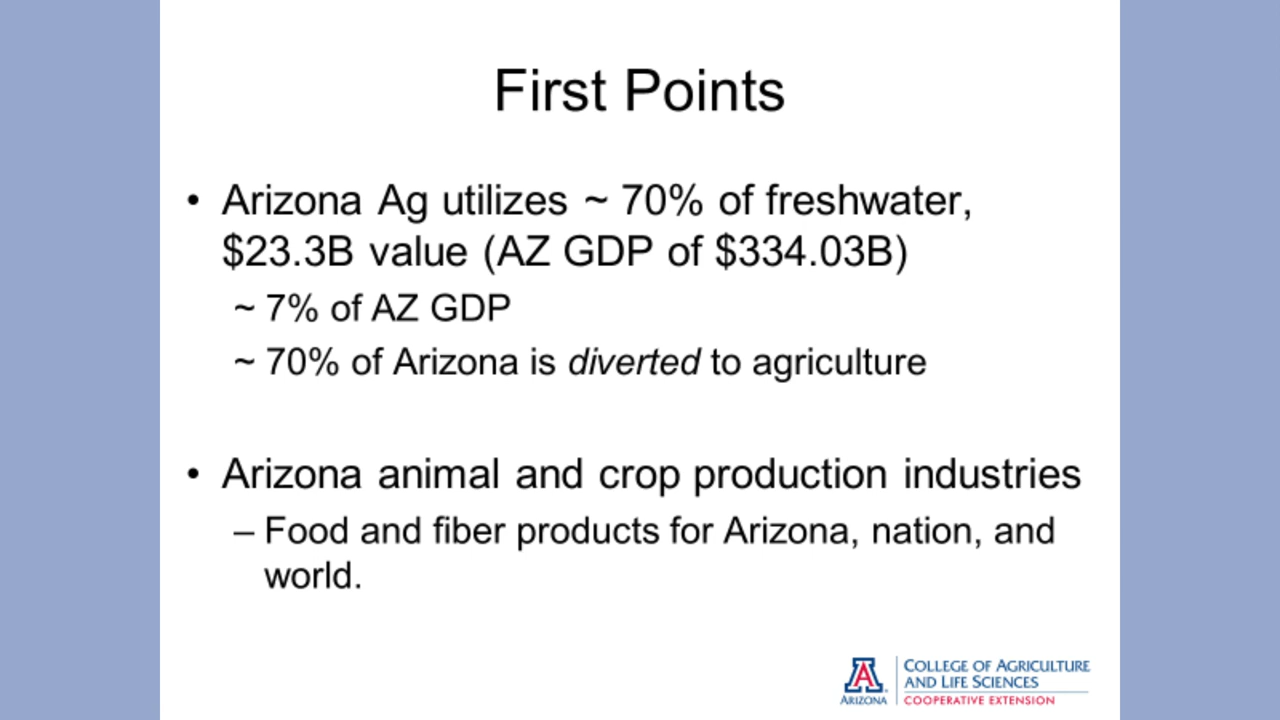 First Points
• Arizona Ag utilizes ~ 70% of freshwater,
$23.3B value (AZ GDP of $334.03B)
~ 7% of AZ GDP
~ 70% of Arizona is diverted to agriculture
• Arizona animal and crop production industries
– Food and fiber products for Arizona, nation, and
world.
A
ARIZONA
COLLEGE OF AGRICULTURE
AND LIFE SCIENCES
COOPERATIVE EXTENSION